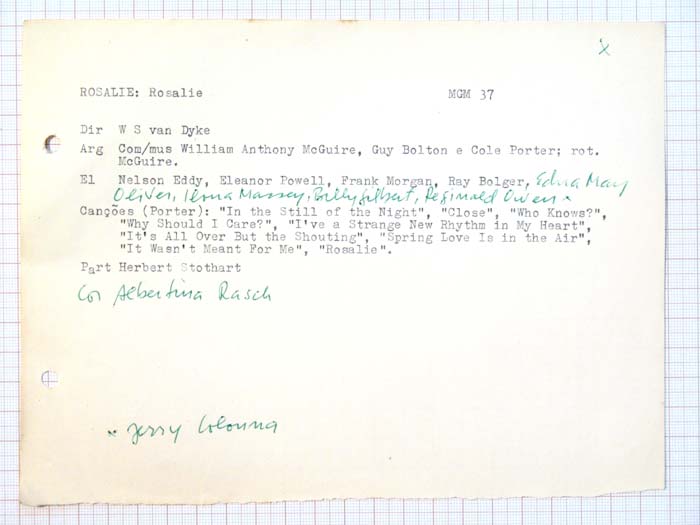 x
ROSALIE: Rosalie MGM 37
Dir W S van Dyke
Arg Com/mus William Anthony McGuire, Guy Bolton e Cole Porter; rot.
McGuire.
El Nelson Eddy, Eleanor Powell, Frank Morgan, Ray Bolger, Edna May
Oliver, Ilona Massey, Billy Gilbert, Reginald Owen x
Canções (Porter): "In the Still of the Night", "Close", "Who Knows?",
"Why Should I Care?", "I've a Strange New Rhythm in My Heart",
"It's All Over But the Shouting", "Spring Love Is in the Air",
"It Wasn't Meant For Me", "Rosalie".
Part Herbert Stothart
Cor Albertina Rasch
x Jerry Colonna